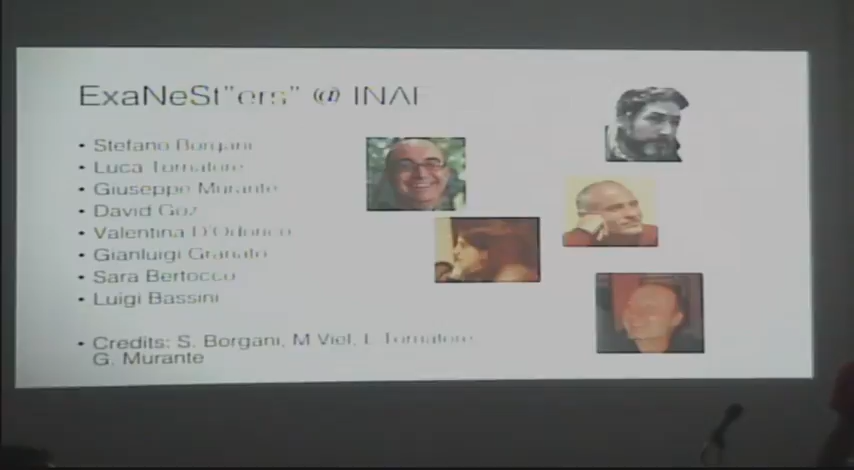 ExaNeSt"ers" @ INAF
• Stefano Borgani
• Luca Tornatore
• Giuseppe Murante
• David Goz
• Valentina D'Odorico
• Gianluigi Granato
• Sara Bertocco
• Luigi Bassini
• Credits: S. Borgani, M Viel, L Tornatore,
G. Murante